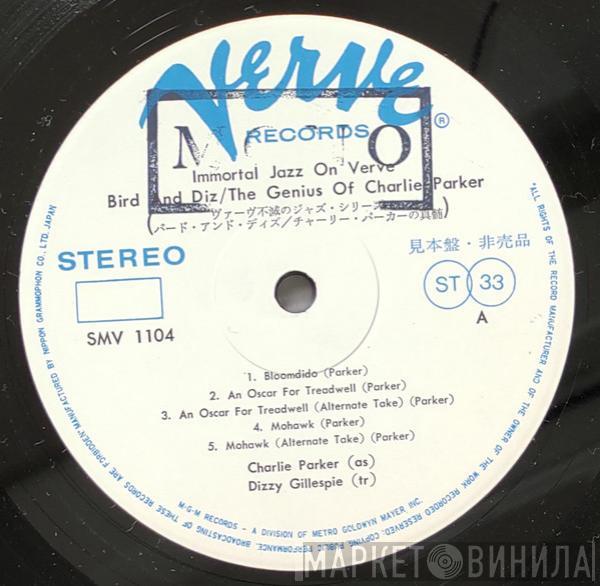 Verve
RECORDS®
Immortal Jazz On Verve
Bird And Diz/The Genius Of Charlie Parker
ヴァーヴ不滅のジャズ・シリーズ
(バード・アンド・ディズ/チャーリー・パーカーの真髄)
STEREO
見本盤・非売品
ST 33
SMV 1104
A
1. Bloomdido (Parker)
2. An Oscar For Treadwell (Parker)
3. An Oscar For Treadwell (Alternate Take) (Parker)
4. Mohawk (Parker)
5. Mohawk (Alternate Take) (Parker)
Charlie Parker (as)
Dizzy Gillespie (tr)
M-G-M RECORDS - A DIVISION OF METRO GOLDWYN MAYER, INC.
"ALL RIGHTS OF THE RECORD MANUFACTURER AND OF THE OWNER OF THE WORK RECORDED RESERVED. COPYING, PUBLIC PERFORMANCE, BROADCASTING OF THESE RECORDS ARE FORBIDDEN" MANUFACTURED BY NIPPON GRAMMOPHON CO., LTD. JAPAN
МАРКЕТ ВИНИЛА